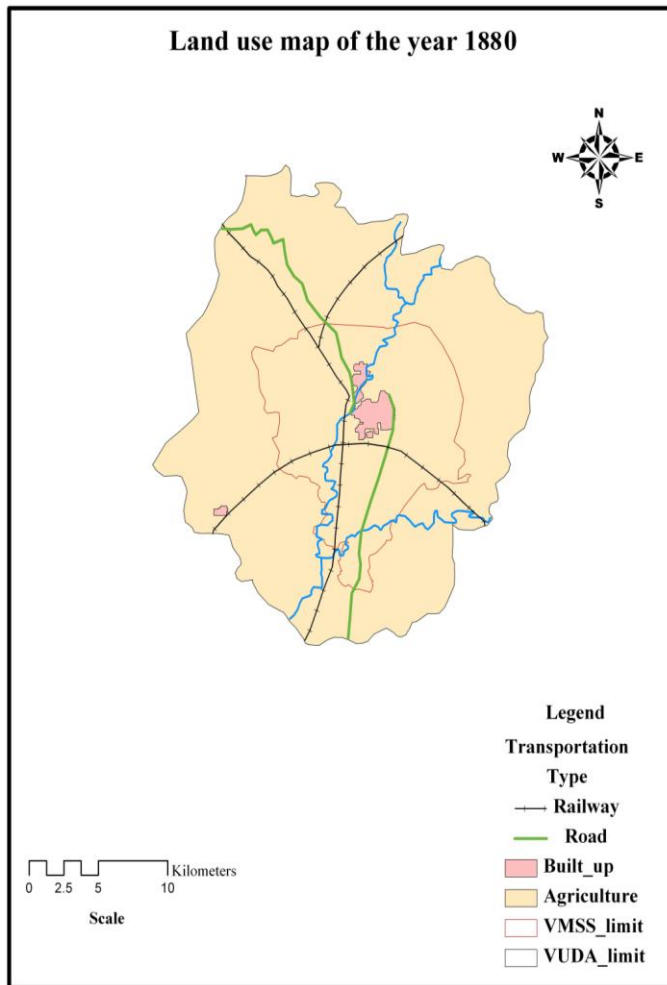 Land use map of the year 1880
N
W E
S
Legend
Transportation
Type
Railway
Road
Built_up
Agriculture
VMSS_limit
VUDA_limit
Kilometers
0 2.5 5 10
Scale